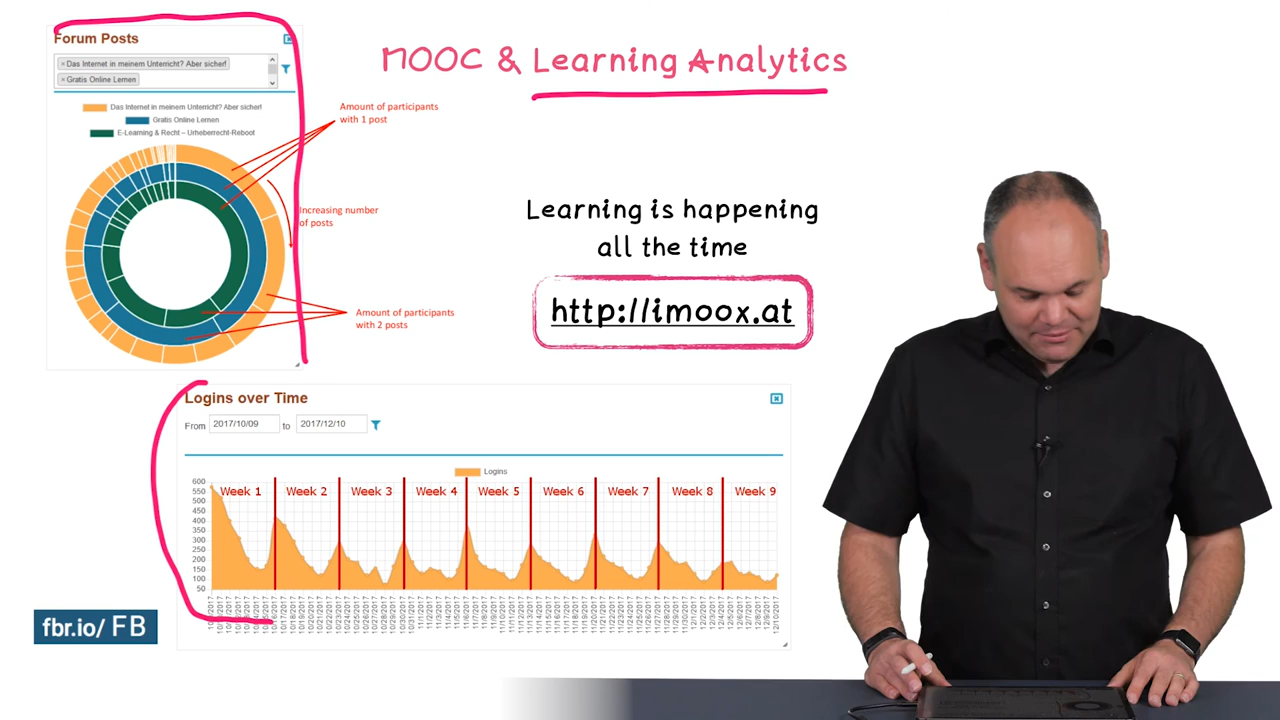 Forum Posts
× Das Internet in meinem Unterricht? Aber sicher!
× Gratis Online Lernen
Das Internet in meinem Unterricht? Aber sicher!
Gratis Online Lernen
E-Learning & Recht – Urheberrecht-Reboot
Amount of participants
with 1 post
Increasing number
of posts
Amount of participants
with 2 posts
MOOC & Learning Analytics
Learning is happening
all the time
http://imoox.at
Logins over Time
From 2017/10/09 to 2017/12/10
Logins
600
550
500
450
400
350
300
250
200
150
100
50
Week 1 Week 2 Week 3 Week 4 Week 5 Week 6 Week 7 Week 8 Week 9
fbr.io/ FB